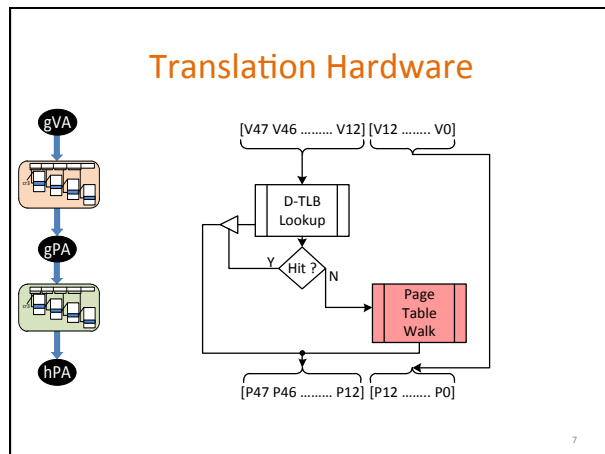 Translation Hardware
gVA
gPA
hPA
[V47 V46 ......... V12] [V12 ........ V0]
D-TLB
Lookup
Hit ?
Y
N
Page
Table
Walk
[P47 P46 ......... P12] [P12 ........ P0]
7